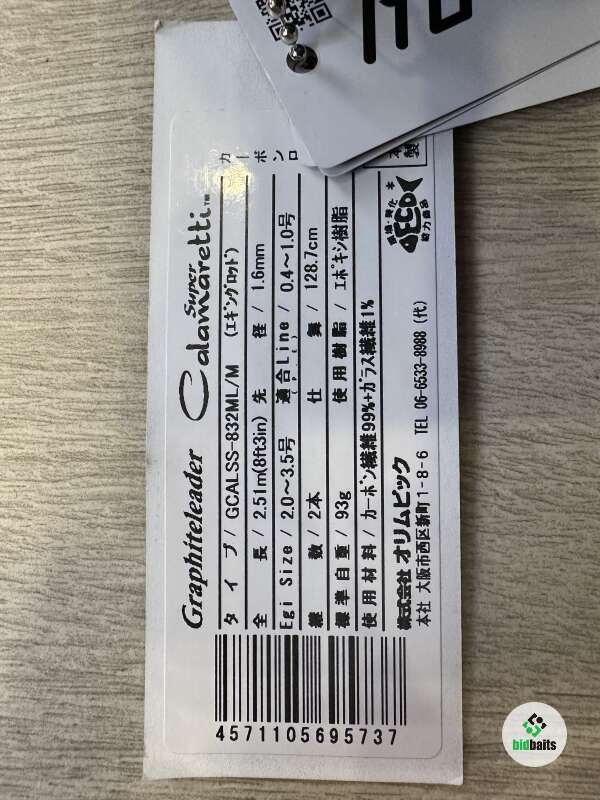 Graphiteleader Super Calamaretti™
カーボンロ
タイプ / GCALSS-832ML/M (エギングロッド)
全長 / 2.51m(8ft3in) 先径 / 1.6mm
Egi Size / 2.0〜3.5号 適合Line / 0.4〜1.0号
継数 / 2本 仕舞 / 128.7cm
標準自重 / 93g 使用樹脂 / エポキシ樹脂
使用材料 / カーボン繊維99%+ガラス繊維1%
株式会社 オリムピック
本社 大阪市西区新町1-8-6 TEL 06-6533-8988 (代)
ECO
4571105695737
bidbaits